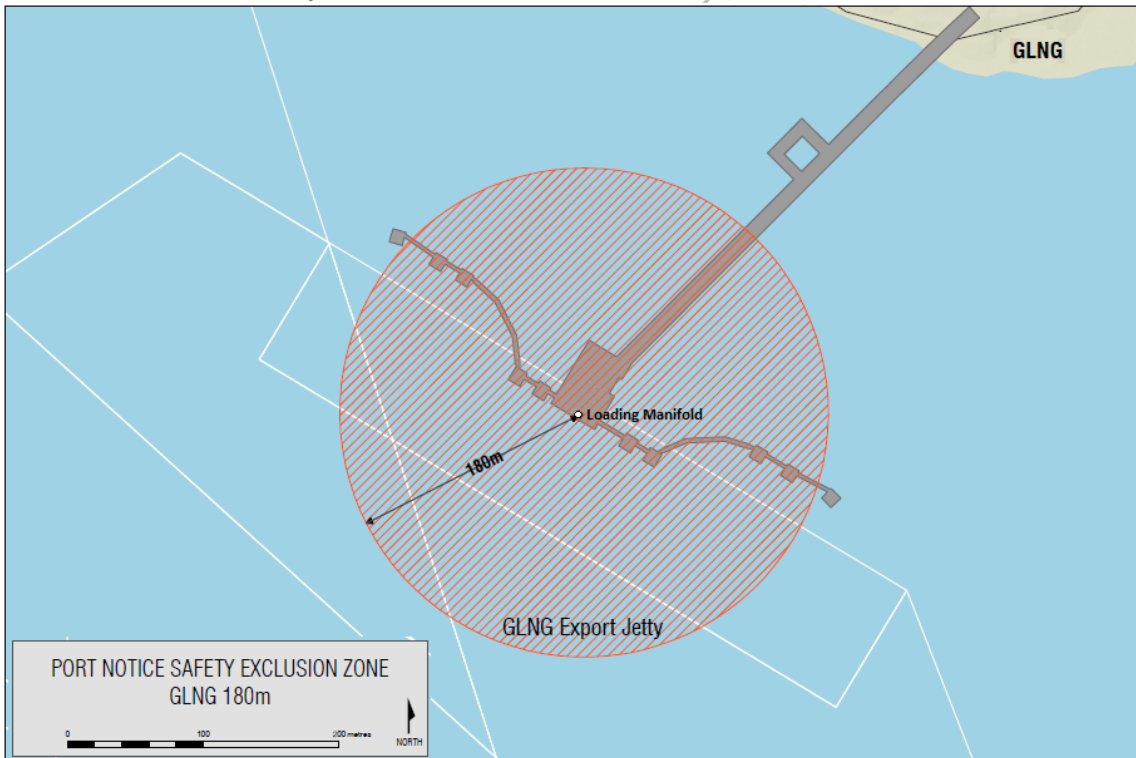 GLNG
Loading Manifold
180m
GLNG Export Jetty
PORT NOTICE SAFETY EXCLUSION ZONE
GLNG 180m
0 100 200 metres
NORTH